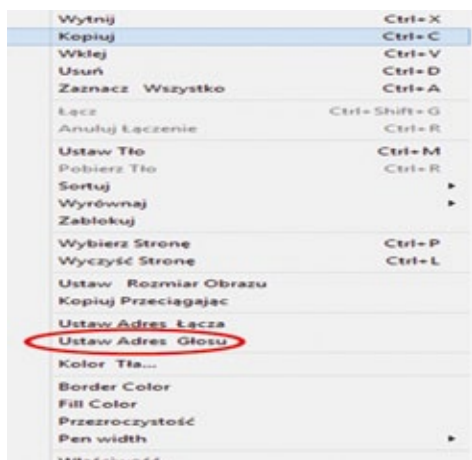 Wytnij Ctrl+X
Kopiuj Ctrl+C
Wklej Ctrl+V
Usuń Ctrl+D
Zaznacz Wszystko Ctrl+A
Łącz Ctrl+Shift+G
Anuluj Łączenie Ctrl+R
Ustaw Tło Ctrl+M
Pobierz Tło Ctrl+R
Sortuj
Wyrównaj
Zablokuj
Wybierz Stronę Ctrl+P
Wyczyść Stronę Ctrl+L
Ustaw Rozmiar Obrazu
Kopiuj Przeciągając
Ustaw Adres Łącza
Ustaw Adres Głosu
Kolor Tła...
Border Color
Fill Color
Przezroczystość
Pen width